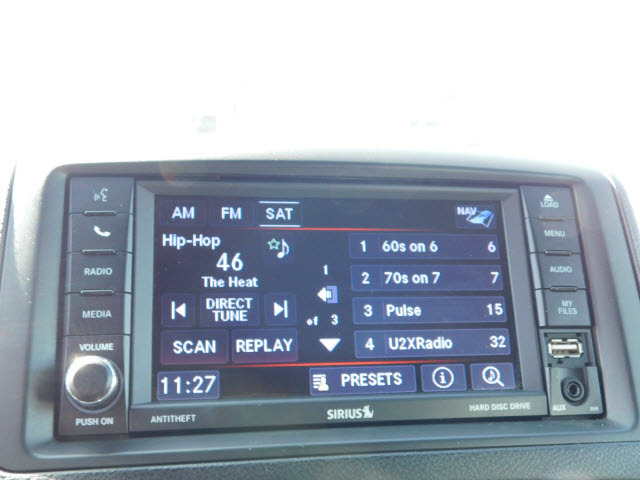 AM FM SAT NAV
Hip-Hop
46
The Heat
DIRECT
TUNE
SCAN REPLAY
1
of 3
1 60s on 6 6
2 70s on 7 7
3 Pulse 15
4 U2XRadio 32
11:27 PRESETS
RADIO
MEDIA
VOLUME
PUSH ON
LOAD
MENU
AUDIO
MY
FILES
AUX
ANTITHEFT SIRIUS HARD DISC DRIVE